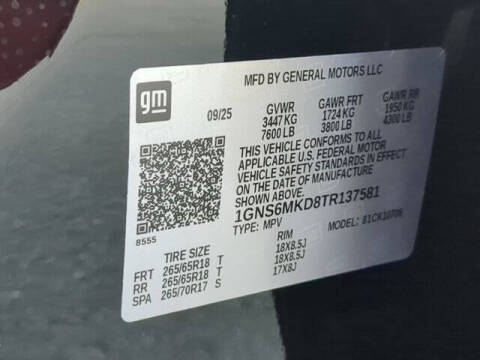 MFD BY GENERAL MOTORS LLC
gm
09/25 GVWR GAWR FRT GAWR RR
3447 KG 1724 KG 1950 KG
7600 LB 3800 LB 4300 LB
THIS VEHICLE CONFORMS TO ALL
APPLICABLE U.S. FEDERAL MOTOR
VEHICLE SAFETY STANDARDS IN EFFECT
ON THE DATE OF MANUFACTURE
SHOWN ABOVE.
1GNS6MKD8TR137581
TYPE: MPV MODEL: 81CK10706
8555
TIRE SIZE RIM
FRT 265/65R18 T 18X8.5J
RR 265/65R18 T 18X8.5J
SPA 265/70R17 S 17X8J